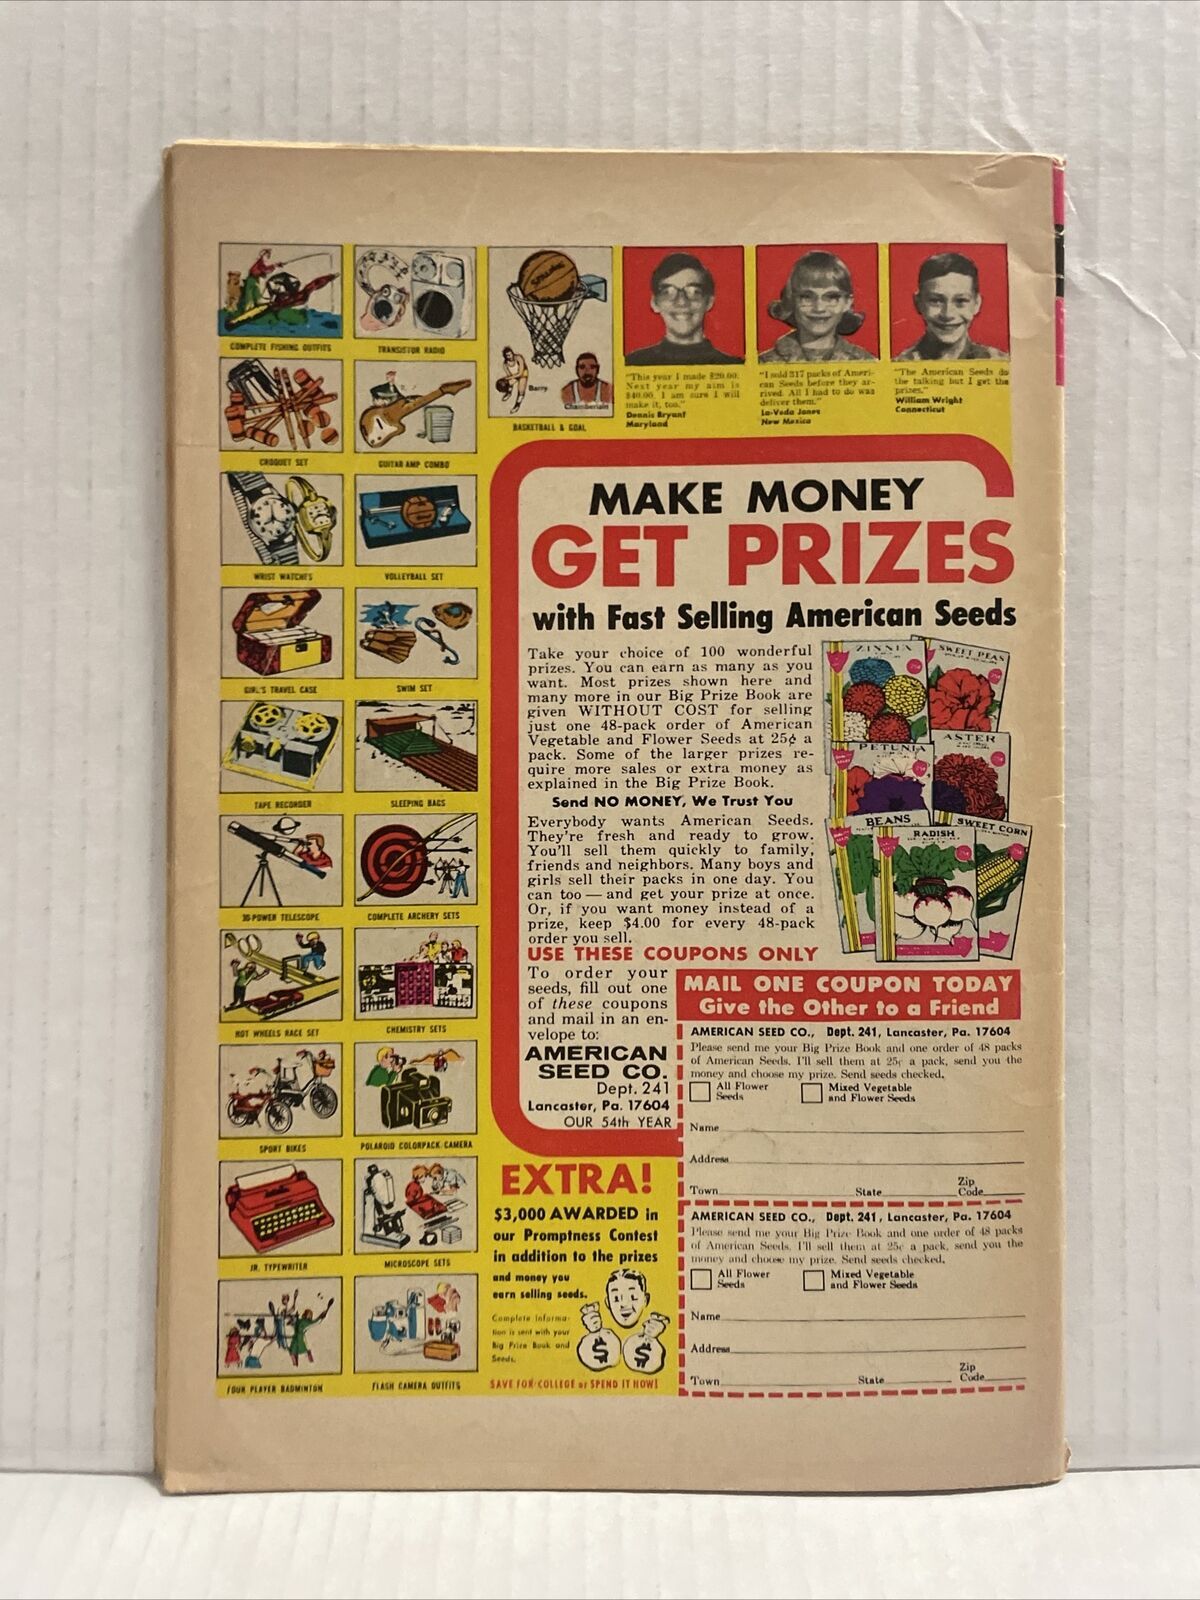 COMPLETE FISHING OUTFITS
TRANSISTOR RADIO
CROQUET SET
GUITAR-AMP COMBO
WRIST WATCHES
VOLLEYBALL SET
GIRL'S TRAVEL CASE
SWIM SET
TAPE RECORDER
SLEEPING BAGS
30-POWER TELESCOPE
COMPLETE ARCHERY SETS
HOT WHEELS RACE SET
CHEMISTRY SETS
SPORT BIKES
POLAROID COLORPACK CAMERA
JR. TYPEWRITER
MICROSCOPE SETS
FOUR PLAYER BADMINTON
FLASH CAMERA OUTFITS
SPALDING
Barry
Chamberlain
BASKETBALL & GOAL
"This year I made $20.00.
Next year my aim is
$40.00. I am sure I will
make it, too."
Dennis Bryant
Maryland
"I sold 317 packs of Ameri-
can Seeds before they ar-
rived. All I had to do was
deliver them."
La-Veda Jones
New Mexico
"The American Seeds do
the talking but I get the
prizes."
William Wright
Connecticut
MAKE MONEY
GET PRIZES
with Fast Selling American Seeds
Take your choice of 100 wonderful
prizes. You can earn as many as you
want. Most prizes shown here and
many more in our Big Prize Book are
given WITHOUT COST for selling
just one 48-pack order of American
Vegetable and Flower Seeds at 25¢ a
pack. Some of the larger prizes re-
quire more sales or extra money as
explained in the Big Prize Book.
Send NO MONEY, We Trust You
Everybody wants American Seeds.
They're fresh and ready to grow.
You'll sell them quickly to family,
friends and neighbors. Many boys and
girls sell their packs in one day. You
can too — and get your prize at once.
Or, if you want money instead of a
prize, keep $4.00 for every 48-pack
order you sell.
ZINNIA
SWEET PEAS
PETUNIA
ASTER
BEANS
RADISH
SWEET CORN
USE THESE COUPONS ONLY
To order your
seeds, fill out one
of these coupons
and mail in an en-
velope to:
AMERICAN
SEED CO.
Dept. 241
Lancaster, Pa. 17604
OUR 54th YEAR
MAIL ONE COUPON TODAY
Give the Other to a Friend
AMERICAN SEED CO., Dept. 241, Lancaster, Pa. 17604
Please send me your Big Prize Book and one order of 48 packs
of American Seeds. I'll sell them at 25c a pack, send you the
money and choose my prize. Send seeds checked.
All Flower
Seeds
Mixed Vegetable
and Flower Seeds
Name
Address
Town State Zip
Code
AMERICAN SEED CO., Dept. 241, Lancaster, Pa. 17604
Please send me your Big Prize Book and one order of 48 packs
of American Seeds. I'll sell them at 25c a pack, send you the
money and choose my prize. Send seeds checked.
All Flower
Seeds
Mixed Vegetable
and Flower Seeds
Name
Address
Town State Zip
Code
EXTRA!
$3,000 AWARDED in
our Promptness Contest
in addition to the prizes
and money you
earn selling seeds.
Complete informa-
tion is sent with your
Big Prize Book and
Seeds.
$ $
SAVE FOR COLLEGE or SPEND IT NOW!